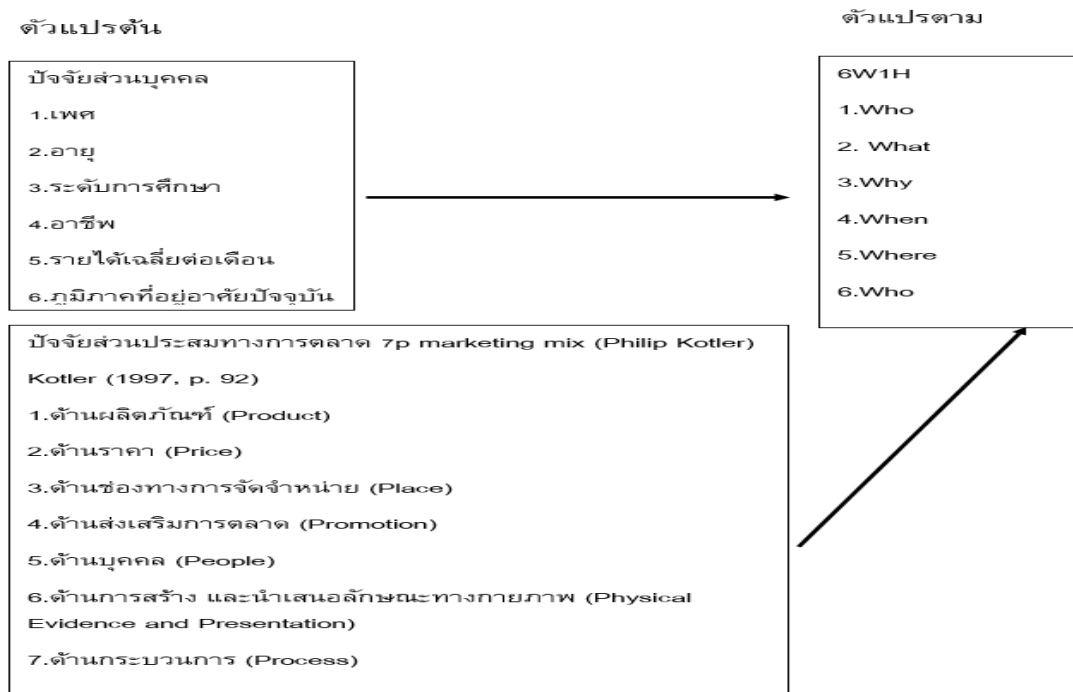 ตัวแปรต้น
ปัจจัยส่วนบุคคล
1.เพศ
2.อายุ
3.ระดับการศึกษา
4.อาชีพ
5.รายได้เฉลี่ยต่อเดือน
6.ภูมิภาคที่อยู่อาศัยปัจจุบัน
ปัจจัยส่วนประสมทางการตลาด 7p marketing mix (Philip Kotler)
Kotler (1997, p. 92)
1.ด้านผลิตภัณฑ์ (Product)
2.ด้านราคา (Price)
3.ด้านช่องทางการจัดจำหน่าย (Place)
4.ด้านส่งเสริมการตลาด (Promotion)
5.ด้านบุคคล (People)
6.ด้านการสร้าง และนำเสนอลักษณะทางกายภาพ (Physical
Evidence and Presentation)
7.ด้านกระบวนการ (Process)
ตัวแปรตาม
6W1H
1.Who
2. What
3.Why
4.When
5.Where
6.Who